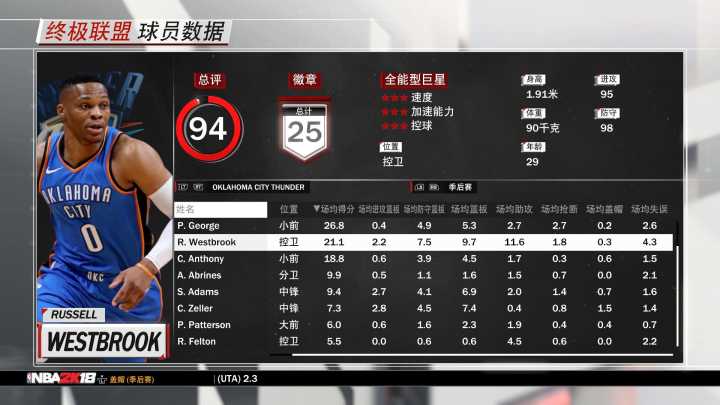 终极联盟 球员数据
总评
94
徽章
总计
25
全能型巨星
速度
加速能力
控球
位置
控卫
身高
1.91米
体重
90千克
年龄
29
进攻
95
防守
98
OKLAHOMA
CITY
0
OKC
RUSSELL
WESTBROOK
LT RT OKLAHOMA CITY THUNDER LB RB 季后赛
姓名 位置 ▼场均得分 场均进攻篮板 场均防守篮板 场均篮板 场均助攻 场均抢断 场均盖帽 场均失误
P. George 小前 26.8 0.4 4.9 5.3 2.7 2.7 0.2 2.6
R. Westbrook 控卫 21.1 2.2 7.5 9.7 11.6 1.8 0.3 4.3
C. Anthony 小前 18.8 0.6 3.9 4.5 1.7 0.3 0.6 1.5
A. Abrines 分卫 9.9 0.5 1.1 1.6 1.5 0.7 0.0 2.1
S. Adams 中锋 9.4 2.7 4.1 6.9 2.0 1.4 0.7 1.6
C. Zeller 中锋 7.3 2.8 4.5 7.4 0.4 0.8 1.5 1.4
P. Patterson 大前 6.0 0.6 1.6 2.3 1.9 0.4 0.4 0.7
R. Felton 控卫 5.5 0.0 0.6 0.6 4.5 0.6 0.0 2.2
NBA2K18 盖帽 (季后赛) (UTA) 2.3